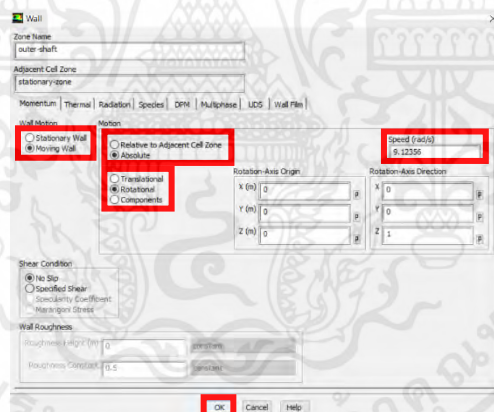 Wall
Zone Name
outer-shaft
Adjacent Cell Zone
stationary-zone
Momentum Thermal Radiation Species DPM Multiphase UDS Wall Film
Wall Motion Motion
Stationary Wall Relative to Adjacent Cell Zone Speed (rad/s)
Moving Wall Absolute 9.12356
Translational Rotation-Axis Origin Rotation-Axis Direction
Rotational X (m) 0 X 0
Components Y (m) 0 Y 0
Z (m) 0 Z 1
Shear Condition
No Slip
Specified Shear
Specularity Coefficient
Marangoni Stress
Wall Roughness
Roughness Height (m) 0 constant
Roughness Constant 0.5 constant
OK Cancel Help